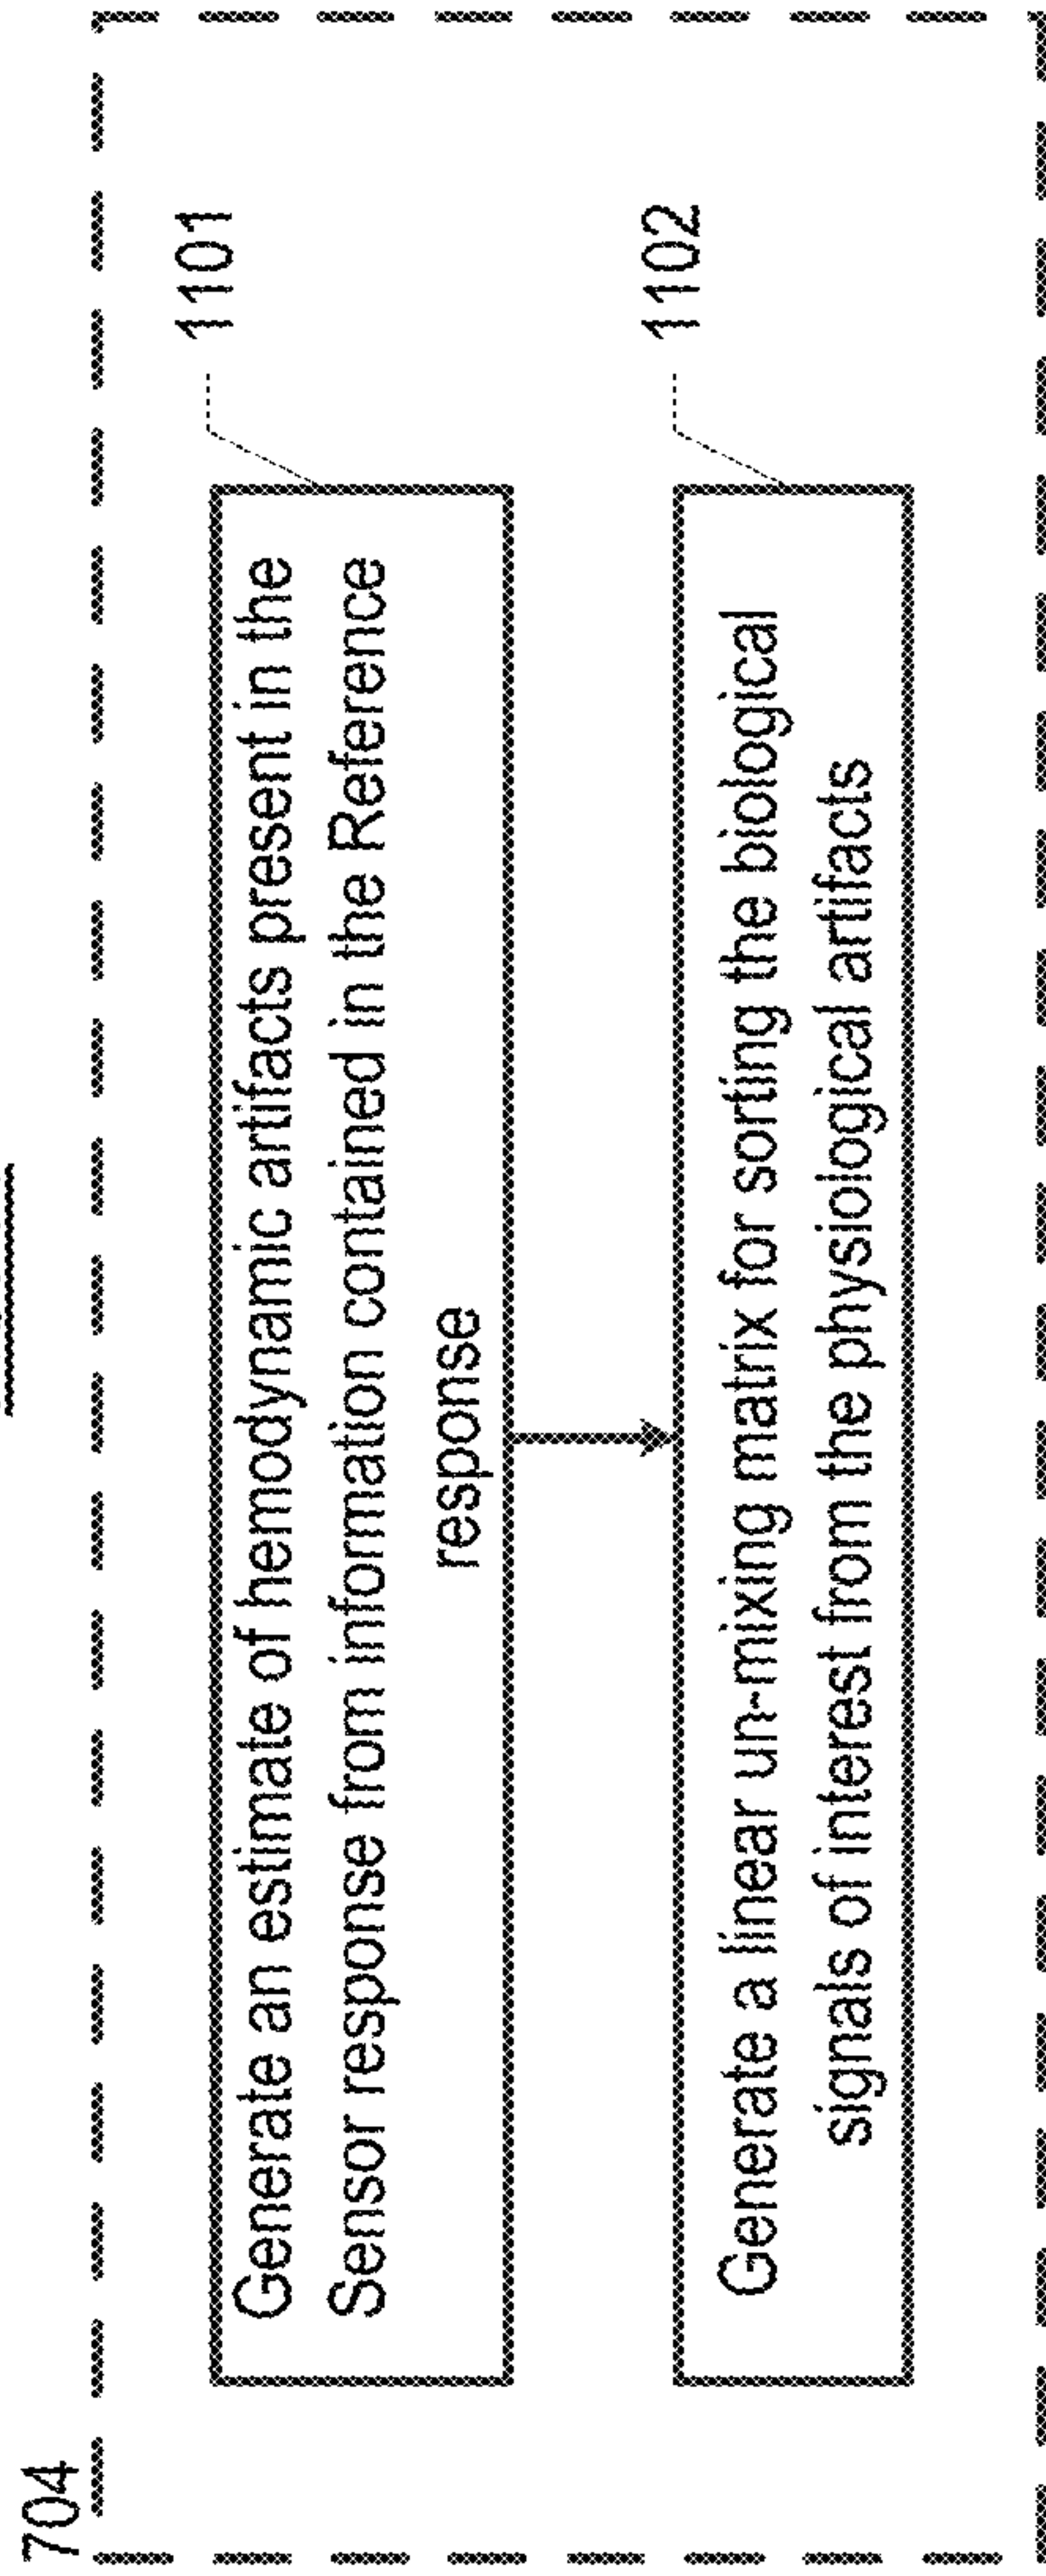 704
Generate an estimate of hemodynamic artifacts present in the
Sensor response from information contained in the Reference
response
1101
Generate a linear un-mixing matrix for sorting the biological
signals of interest from the physiological artifacts
1102